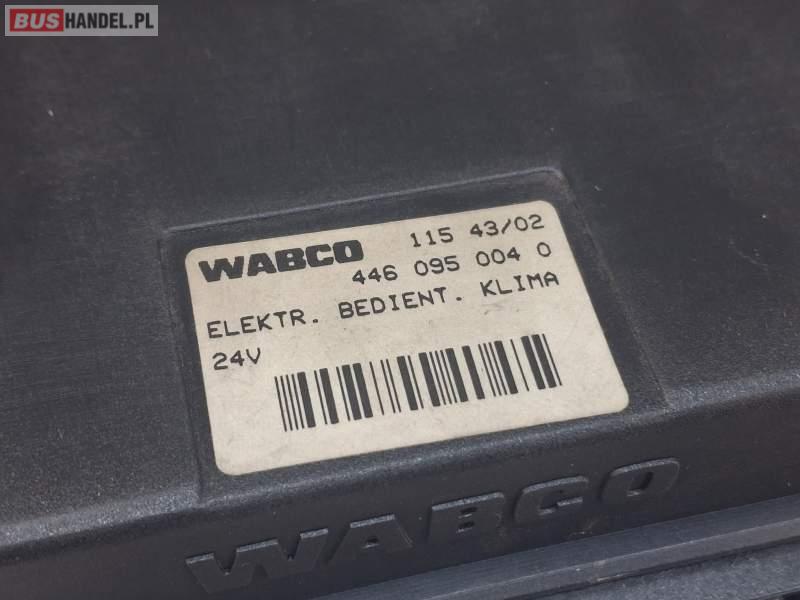 BUSHANDEL.PL
WABCO 115 43/02
446 095 004 0
ELEKTR. BEDIENT. KLIMA
24V
WABCO